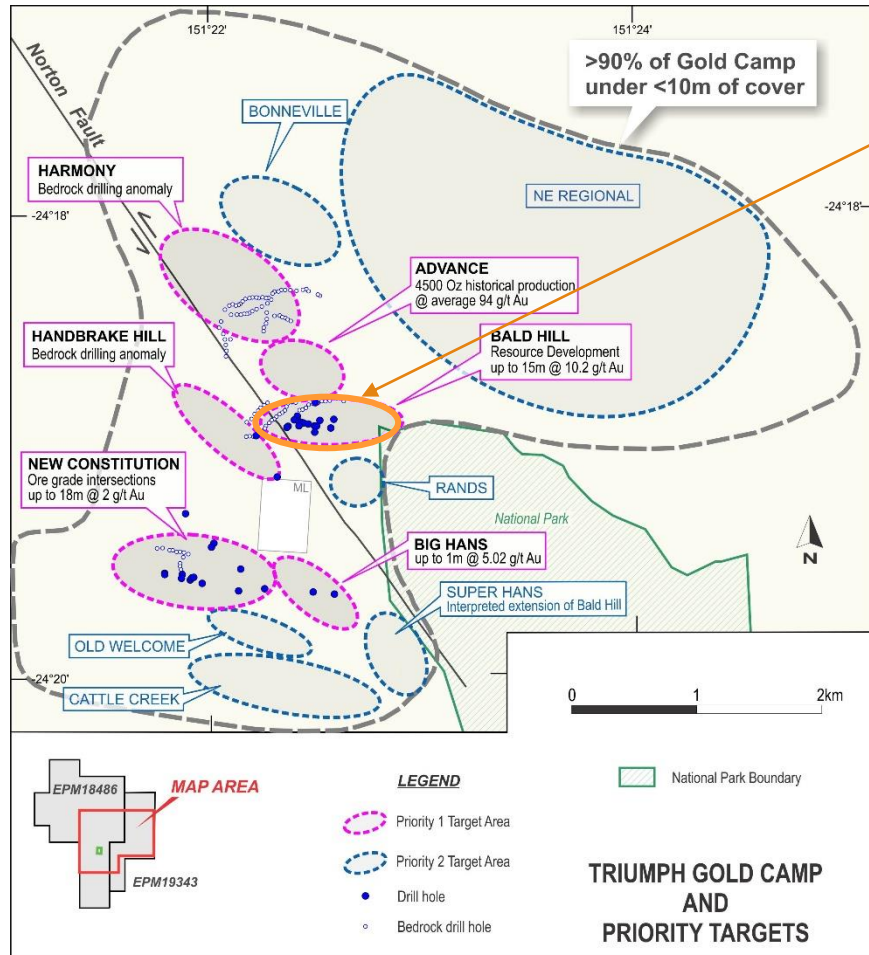 151°22'
151°24'
Norton Fault
>90% of Gold Camp
under <10m of cover
BONNEVILLE
HARMONY
Bedrock drilling anomaly
NE REGIONAL
-24°18'
-24°18'
ADVANCE
4500 Oz historical production
@ average 94 g/t Au
HANDBRAKE HILL
Bedrock drilling anomaly
BALD HILL
Resource Development
up to 15m @ 10.2 g/t Au
NEW CONSTITUTION
Ore grade intersections
up to 18m @ 2 g/t Au
ML
RANDS
National Park
N
BIG HANS
up to 1m @ 5.02 g/t Au
SUPER HANS
Interpreted extension of Bald Hill
OLD WELCOME
-24°20'
CATTLE CREEK
0 1 2km
EPM18486
MAP AREA
EPM19343
LEGEND
Priority 1 Target Area
Priority 2 Target Area
Drill hole
Bedrock drill hole
National Park Boundary
TRIUMPH GOLD CAMP
AND
PRIORITY TARGETS